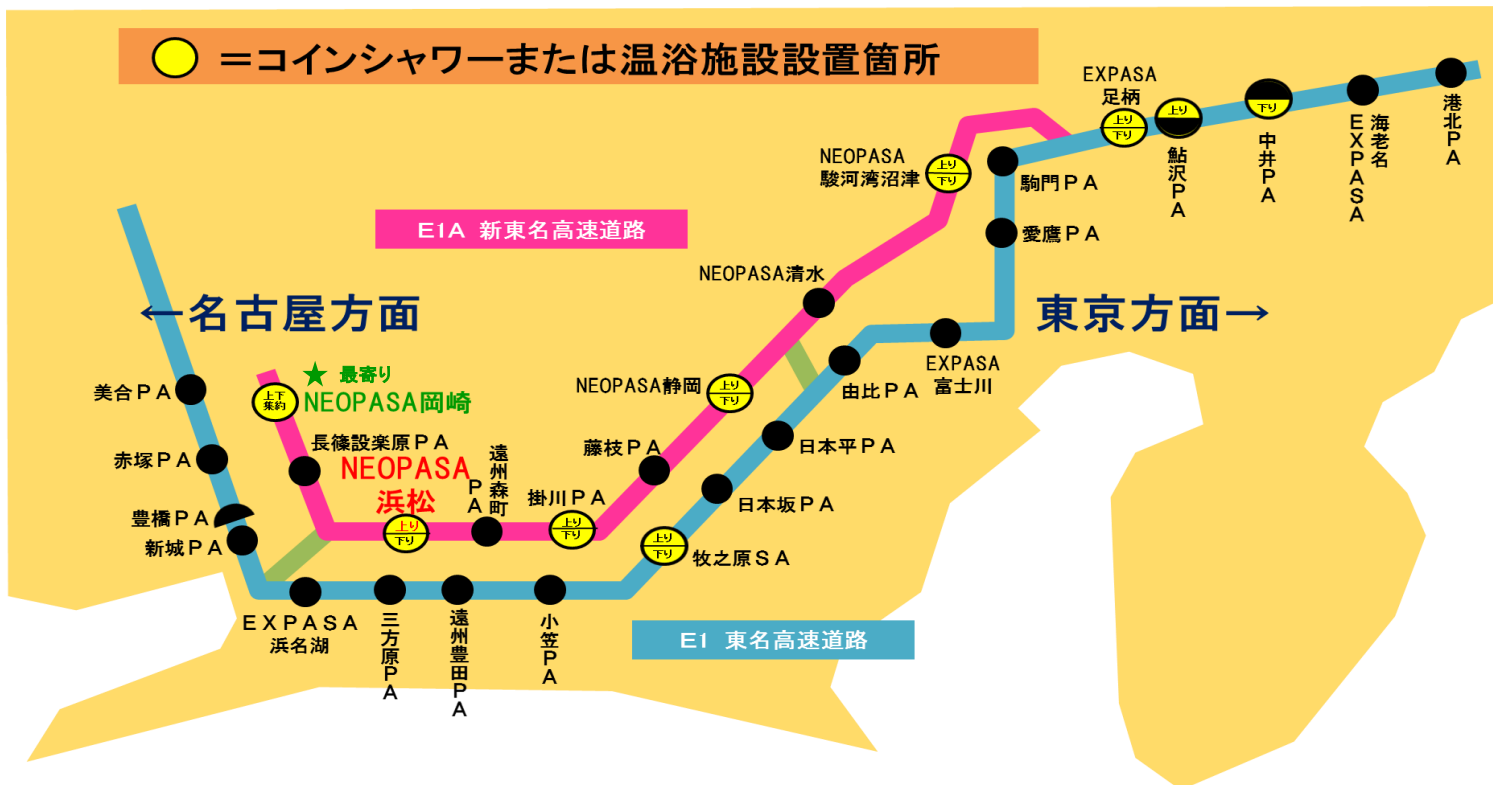 ＝コインシャワーまたは温浴施設設置箇所
EXPASA
足柄
上り
下り
上り
鮎沢ＰＡ
下り
中井ＰＡ
海老名
ＥＸＰＡＳＡ
港北ＰＡ
NEOPASA
駿河湾沼津
上り
下り
駒門ＰＡ
愛鷹ＰＡ
E1A 新東名高速道路
NEOPASA清水
←名古屋方面
東京方面→
EXPASA
富士川
由比ＰＡ
美合ＰＡ
★ 最寄り
NEOPASA岡崎
上下
集約
NEOPASA静岡
上り
下り
長篠設楽原ＰＡ
赤塚ＰＡ
NEOPASA
浜松
上り
下り
遠州森町
ＰＡ
掛川ＰＡ
上り
下り
藤枝ＰＡ
日本平ＰＡ
日本坂ＰＡ
豊橋ＰＡ
新城ＰＡ
上り
下り
牧之原ＳＡ
ＥＸＰＡＳＡ
浜名湖
三方原ＰＡ
遠州豊田ＰＡ
小笠ＰＡ
E1 東名高速道路